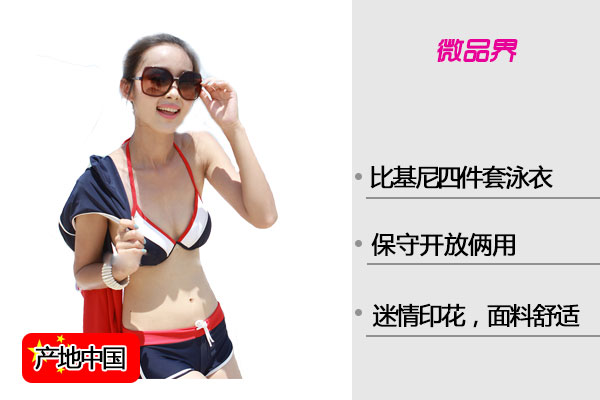 微品界
比基尼四件套泳衣
保守开放俩用
迷情印花，面料舒适
产地中国